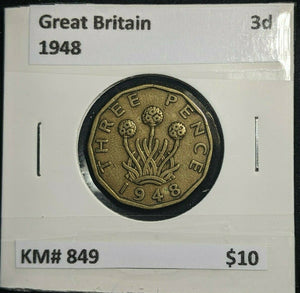 Great Britain 3d
1948
THREE PENCE
1948
KM# 849 $10